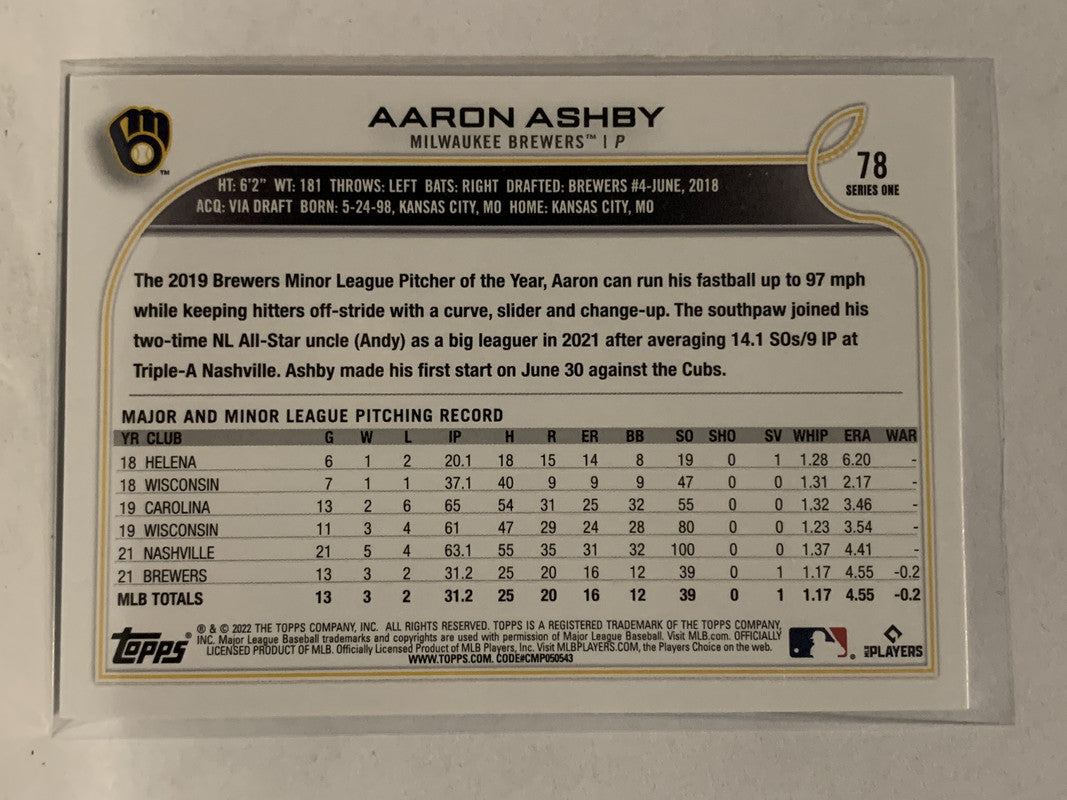 AARON ASHBY
MILWAUKEE BREWERS™ | P
78
SERIES ONE
HT: 6'2" WT: 181 THROWS: LEFT BATS: RIGHT DRAFTED: BREWERS #4-JUNE, 2018
ACQ: VIA DRAFT BORN: 5-24-98, KANSAS CITY, MO HOME: KANSAS CITY, MO
The 2019 Brewers Minor League Pitcher of the Year, Aaron can run his fastball up to 97 mph
while keeping hitters off-stride with a curve, slider and change-up. The southpaw joined his
two-time NL All-Star uncle (Andy) as a big leaguer in 2021 after averaging 14.1 SOs/9 IP at
Triple-A Nashville. Ashby made his first start on June 30 against the Cubs.
MAJOR AND MINOR LEAGUE PITCHING RECORD
YR CLUB G W L IP H R ER BB SO SHO SV WHIP ERA WAR
18 HELENA 6 1 2 20.1 18 15 14 8 19 0 1 1.28 6.20 -
18 WISCONSIN 7 1 1 37.1 40 9 9 9 47 0 0 1.31 2.17 -
19 CAROLINA 13 2 6 65 54 31 25 32 55 0 0 1.32 3.46 -
19 WISCONSIN 11 3 4 61 47 29 24 28 80 0 0 1.23 3.54 -
21 NASHVILLE 21 5 4 63.1 55 35 31 32 100 0 0 1.37 4.41 -
21 BREWERS 13 3 2 31.2 25 20 16 12 39 0 1 1.17 4.55 -0.2
MLB TOTALS 13 3 2 31.2 25 20 16 12 39 0 1 1.17 4.55 -0.2
Topps®
® & © 2022 THE TOPPS COMPANY, INC. ALL RIGHTS RESERVED. TOPPS IS A REGISTERED TRADEMARK OF THE TOPPS COMPANY,
INC. Major League Baseball trademarks and copyrights are used with permission of Major League Baseball. Visit MLB.com. OFFICIALLY
LICENSED PRODUCT OF MLB. Officially Licensed Product of MLB Players, Inc. Visit MLBPLAYERS.COM, the Players Choice on the web.
WWW.TOPPS.COM. CODE#CMP050543
MLB PLAYERS